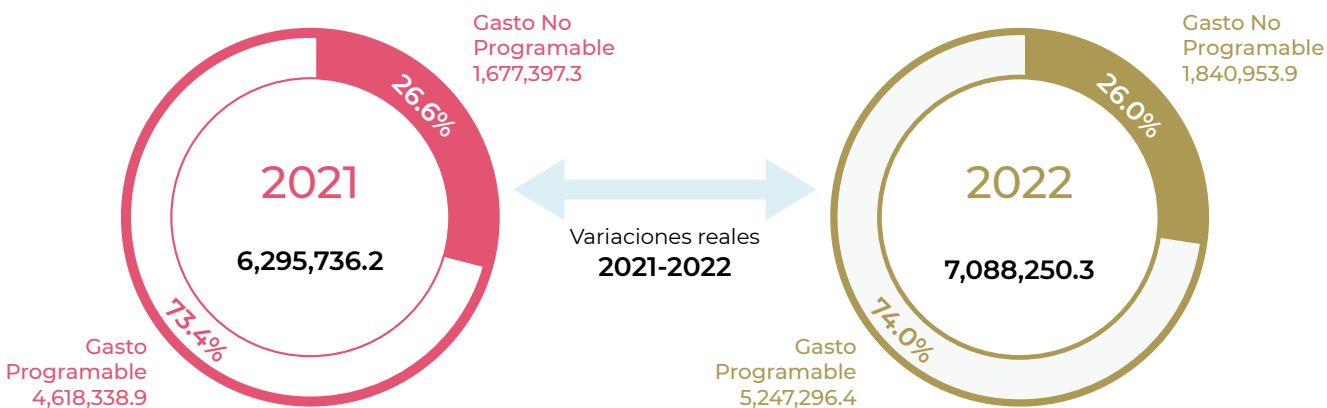 Gasto No
Programable
1,677,397.3
26.6%
2021
6,295,736.2
73.4%
Gasto
Programable
4,618,338.9
Variaciones reales
2021-2022
Gasto No
Programable
1,840,953.9
26.0%
2022
7,088,250.3
74.0%
Gasto
Programable
5,247,296.4